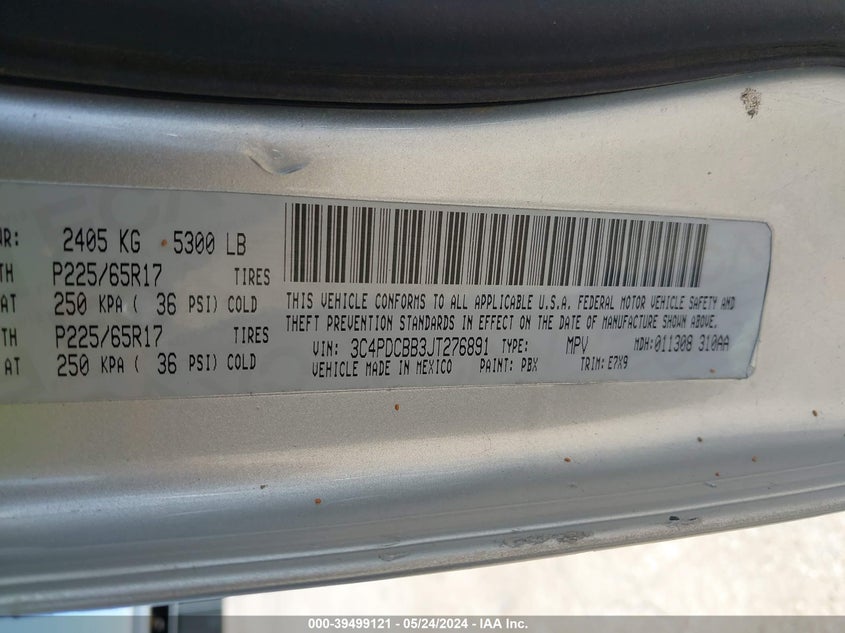 WR: 2405 KG 5300 LB
TH P225/65R17 TIRES
AT 250 KPA ( 36 PSI) COLD
TH P225/65R17 TIRES
AT 250 KPA ( 36 PSI) COLD
THIS VEHICLE CONFORMS TO ALL APPLICABLE U.S.A. FEDERAL MOTOR VEHICLE SAFETY AND
THEFT PREVENTION STANDARDS IN EFFECT ON THE DATE OF MANUFACTURE SHOWN ABOVE.
VIN: 3C4PDCBB3JT276891 TYPE: MPV MDH:011308 310AA
VEHICLE MADE IN MEXICO PAINT: PBX TRIM: E7X9
000-39499121 - 05/24/2024 - IAA Inc.